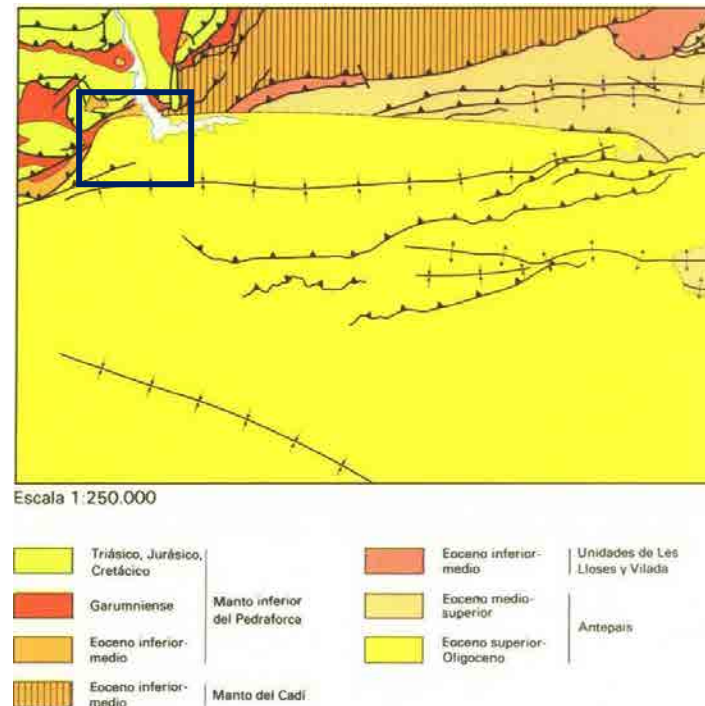 Escala 1:250.000
Triásico, Jurásico,
Cretácico
Garumniense
Eoceno inferior-
medio
Manto inferior
del Pedraforca
Eoceno inferior-
medio
Manto del Cadí
Eoceno inferior-
medio
Unidades de Les
Lloses y Vilada
Eoceno medio-
superior
Eoceno superior-
Oligoceno
Antepaís